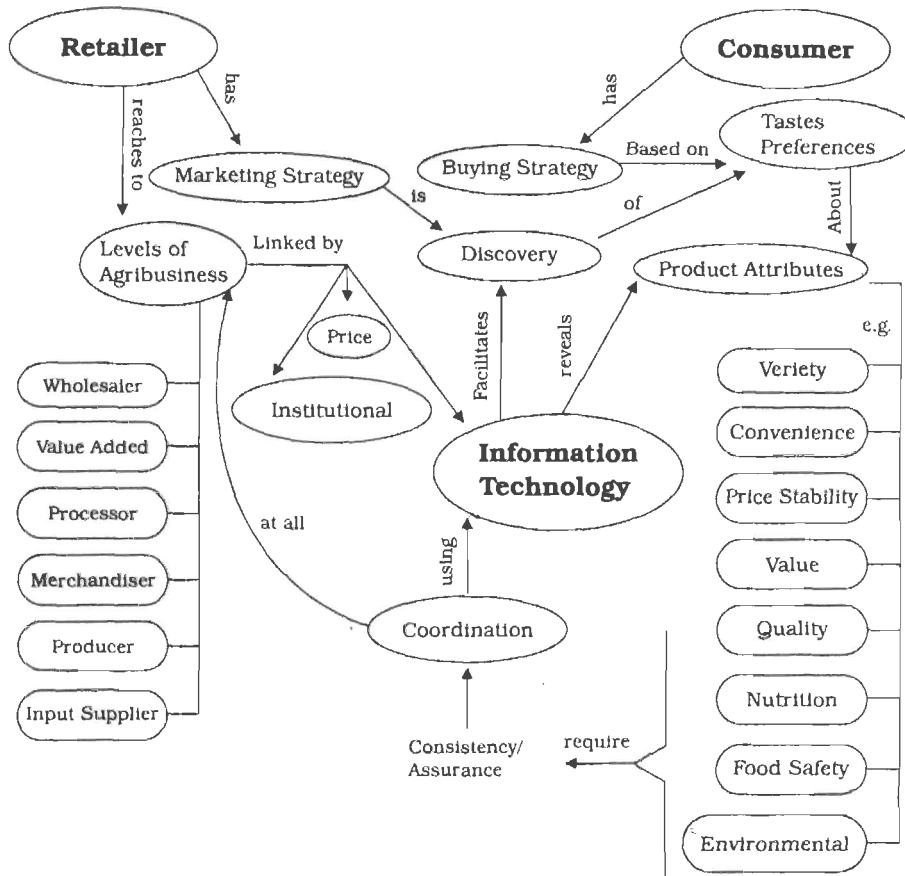 Retailer
Consumer
has
has
reaches to
Tastes
Preferences
Marketing Strategy
Buying Strategy
Based on
is
of
About
Levels of
Agribusiness
Linked by
Discovery
Product Attributes
e.g.
Price
Facilitates
reveals
Institutional
Wholesaier
Value Added
Processor
Merchandiser
Producer
Input Supplier
Information
Technology
at all
using
Coordination
Consistency/
Assurance
require
Veriety
Convenience
Price Stability
Value
Quality
Nutrition
Food Safety
Environmental